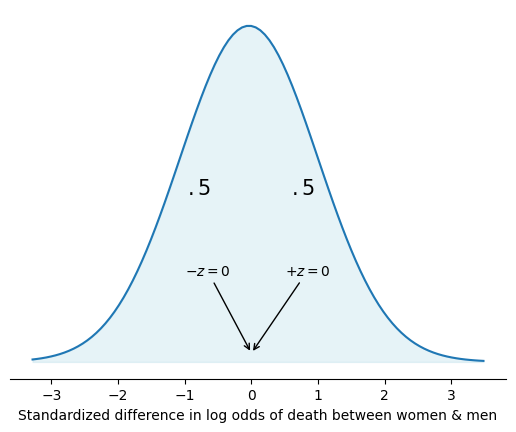 .5 .5
−z = 0 +z = 0
−3 −2 −1 0 1 2 3
Standardized difference in log odds of death between women & men